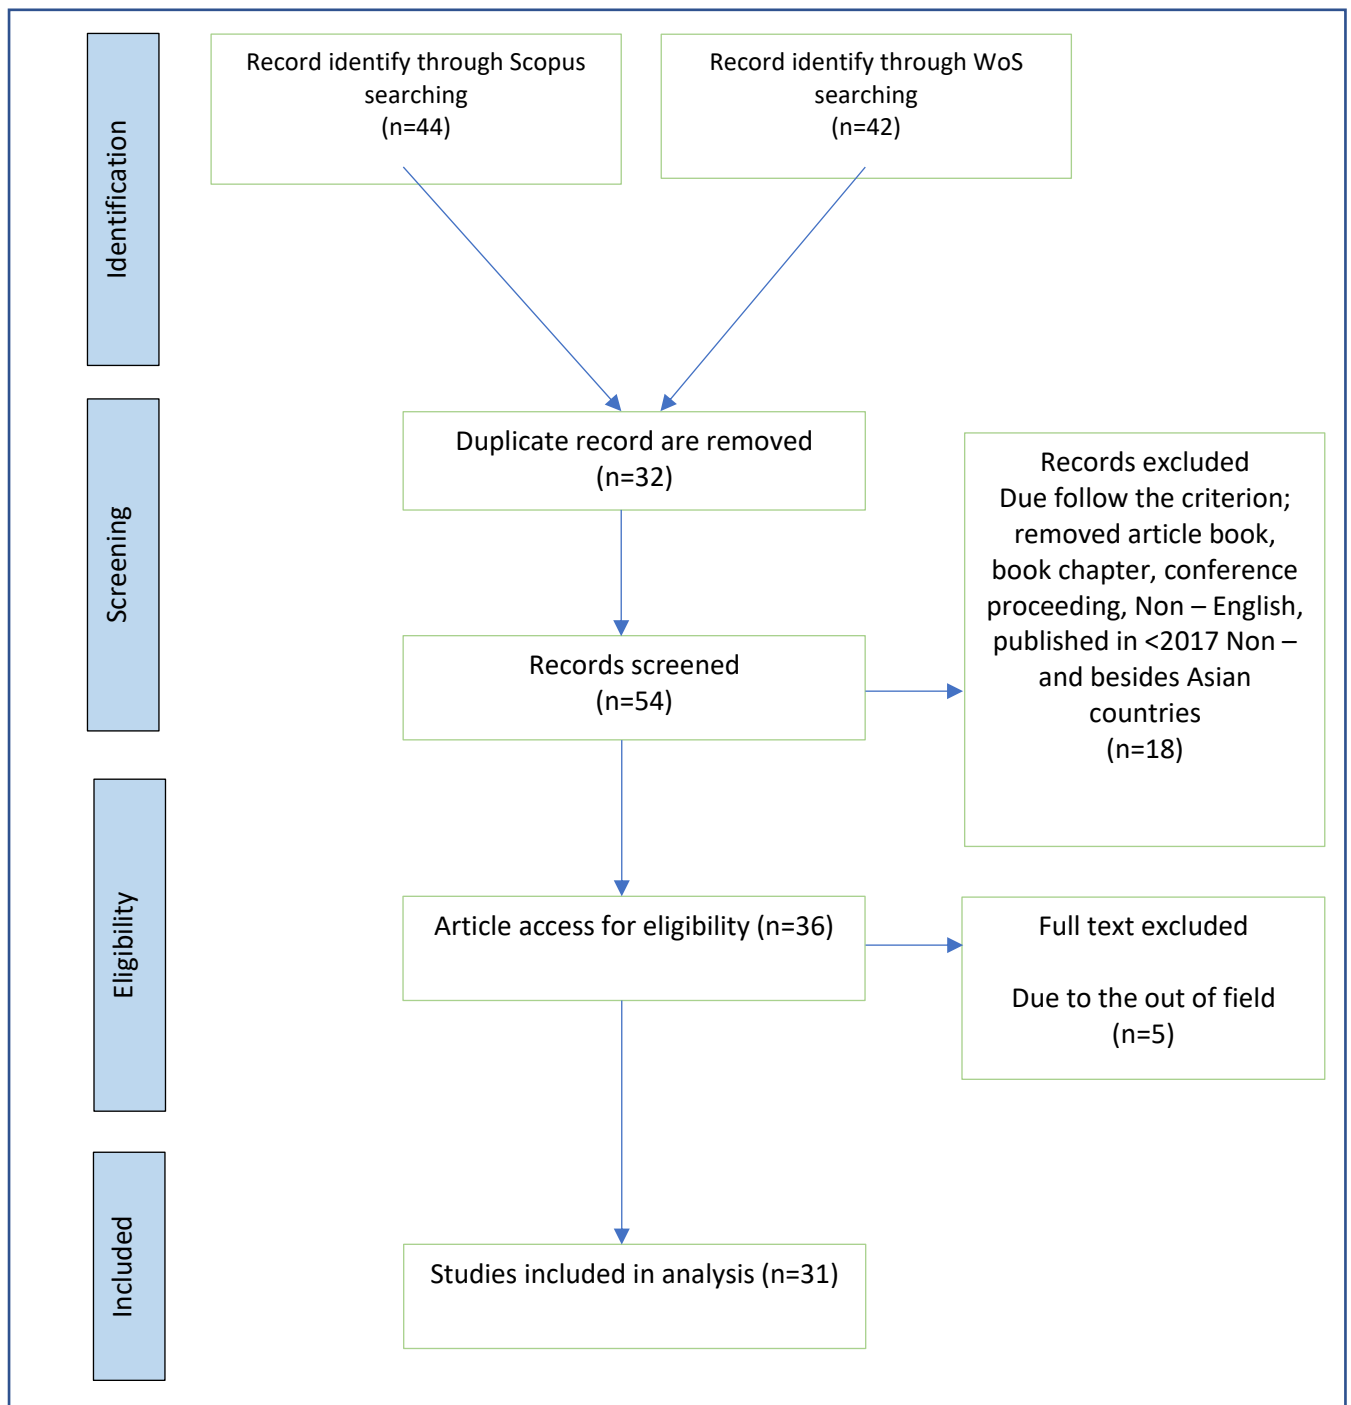 Identification
Record identify through Scopus
searching
(n=44)
Record identify through WoS
searching
(n=42)
Screening
Duplicate record are removed
(n=32)
Records screened
(n=54)
Records excluded
Due follow the criterion;
removed article book,
book chapter, conference
proceeding, Non – English,
published in <2017 Non –
and besides Asian
countries
(n=18)
Eligibility
Article access for eligibility (n=36)
Full text excluded
Due to the out of field
(n=5)
Included
Studies included in analysis (n=31)